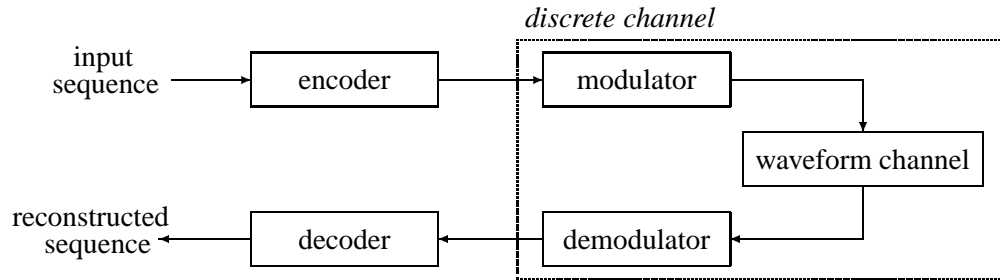 discrete channel
input
sequence
encoder
modulator
waveform channel
reconstructed
sequence
decoder
demodulator